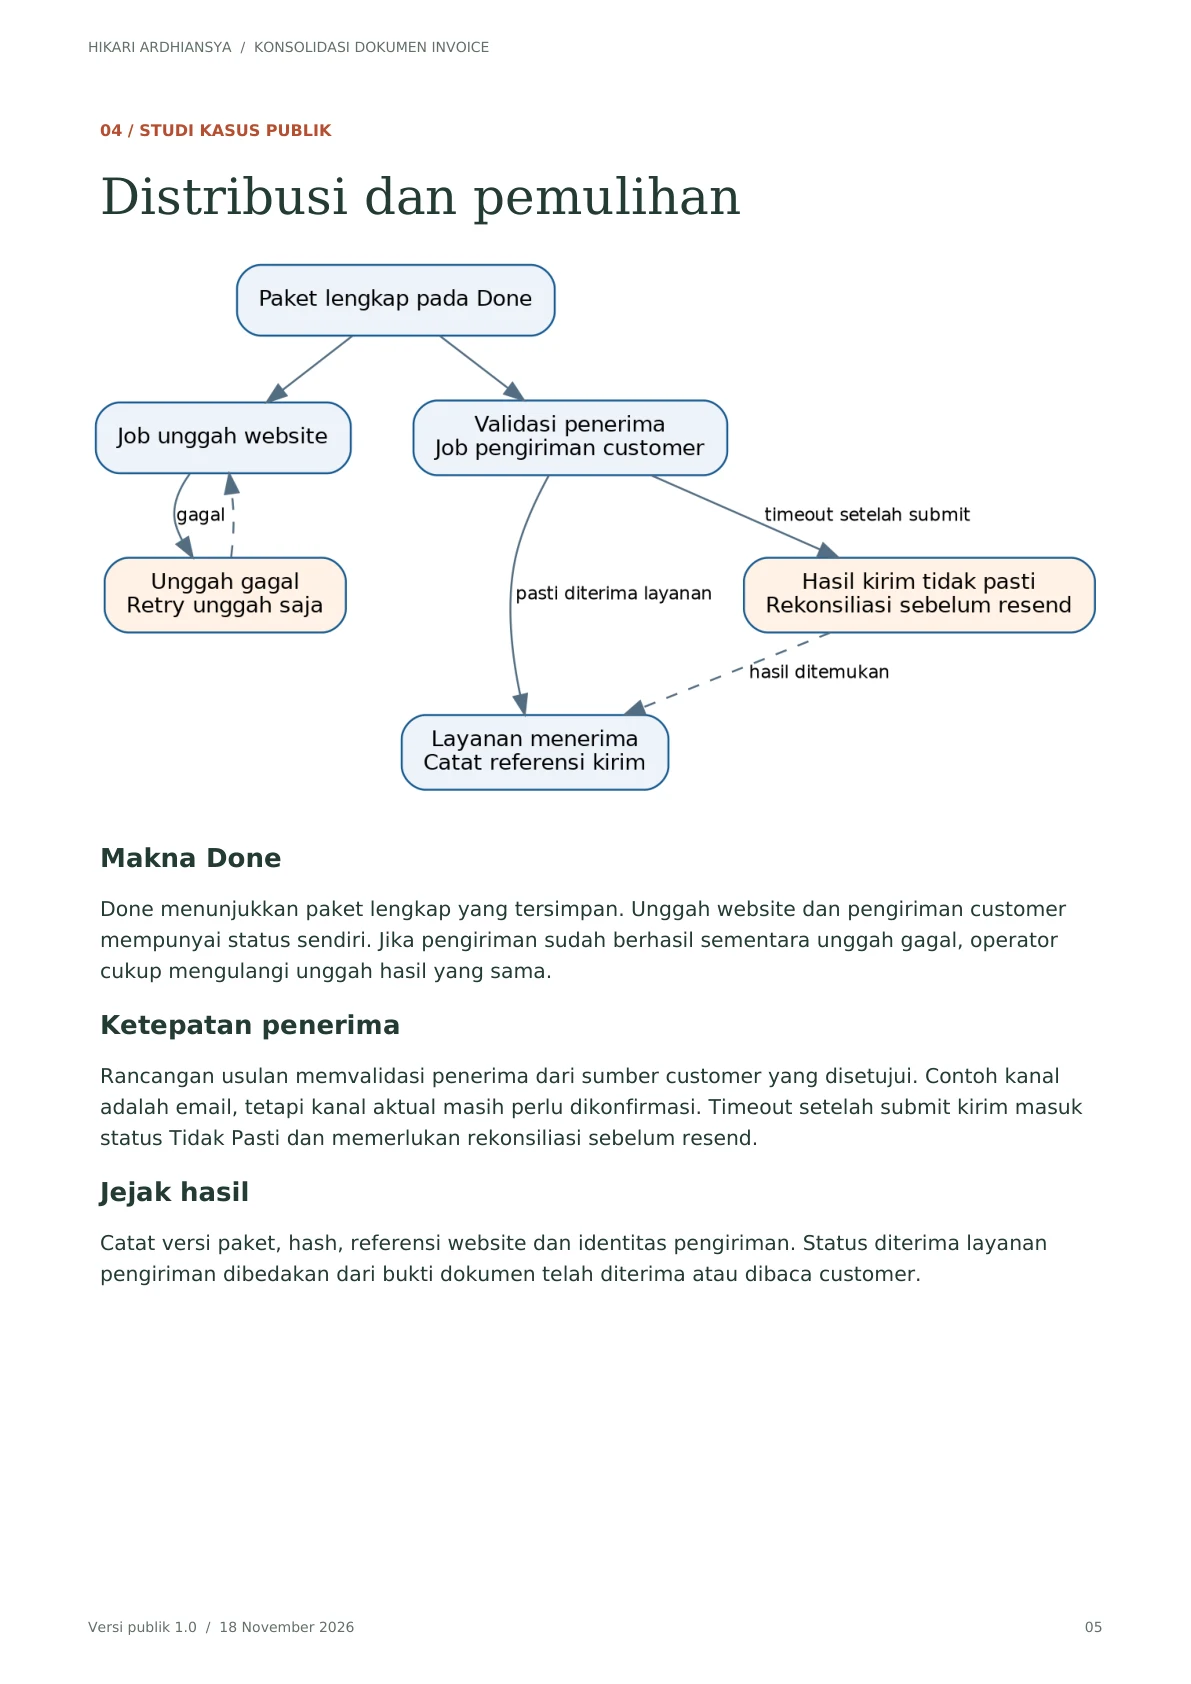 HIKARI ARDHIANSYA / KONSOLIDASI DOKUMEN INVOICE
04 / STUDI KASUS PUBLIK
Distribusi dan pemulihan
Paket lengkap pada Done
Job unggah website
Validasi penerima
Job pengiriman customer
gagal
timeout setelah submit
Unggah gagal
Retry unggah saja
pasti diterima layanan
Hasil kirim tidak pasti
Rekonsiliasi sebelum resend
hasil ditemukan
Layanan menerima
Catat referensi kirim
Makna Done
Done menunjukkan paket lengkap yang tersimpan. Unggah website dan pengiriman customer
mempunyai status sendiri. Jika pengiriman sudah berhasil sementara unggah gagal, operator
cukup mengulangi unggah hasil yang sama.
Ketepatan penerima
Rancangan usulan memvalidasi penerima dari sumber customer yang disetujui. Contoh kanal
adalah email, tetapi kanal aktual masih perlu dikonfirmasi. Timeout setelah submit kirim masuk
status Tidak Pasti dan memerlukan rekonsiliasi sebelum resend.
Jejak hasil
Catat versi paket, hash, referensi website dan identitas pengiriman. Status diterima layanan
pengiriman dibedakan dari bukti dokumen telah diterima atau dibaca customer.
Versi publik 1.0 / 18 November 2026
05